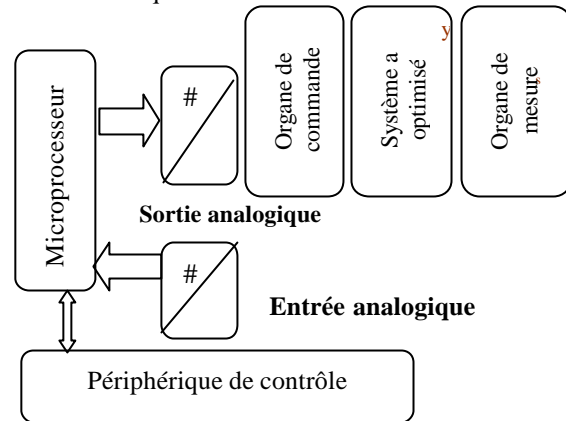 Microprocesseur
#
Organe de
commande
Système a
optimisé
y
Organe de
mesure
Sortie analogique
#
Entrée analogique
Périphérique de contrôle